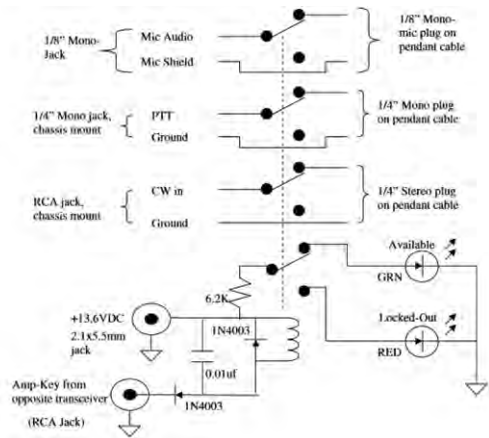 1/8" Mono-
Jack
Mic Audio
Mic Shield
1/8" Mono-
mic plug on
pendant cable
1/4" Mono jack,
chassis mount
PTT
Ground
1/4" Mono plug
on pendant cable
RCA jack,
chassis mount
CW in
Ground
1/4" Stereo plug
on pendant cable
Available
GRN
6.2K
+13.6VDC
2.1x5.5mm
jack
1N4003
0.01uf
Locked-Out
RED
Amp-Key from
opposite transceiver
(RCA Jack)
1N4003